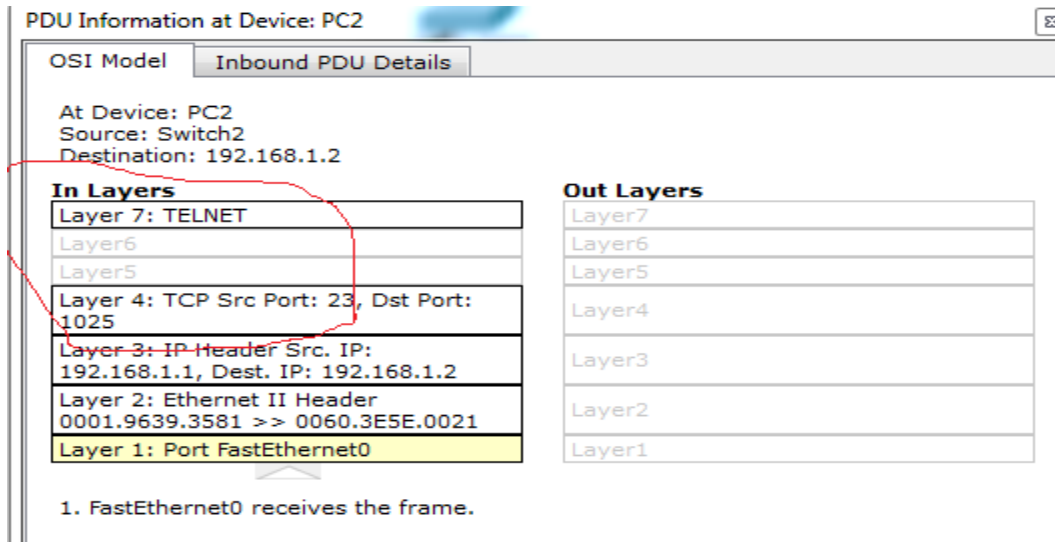 PDU Information at Device: PC2
OSI Model
Inbound PDU Details
At Device: PC2
Source: Switch2
Destination: 192.168.1.2
In Layers
Layer 7: TELNET
Layer6
Layer5
Layer 4: TCP Src Port: 23, Dst Port:
1025
Layer 3: IP Header Src. IP:
192.168.1.1, Dest. IP: 192.168.1.2
Layer 2: Ethernet II Header
0001.9639.3581 >> 0060.3E5E.0021
Layer 1: Port FastEthernet0
Out Layers
Layer7
Layer6
Layer5
Layer4
Layer3
Layer2
Layer1
1. FastEthernet0 receives the frame.